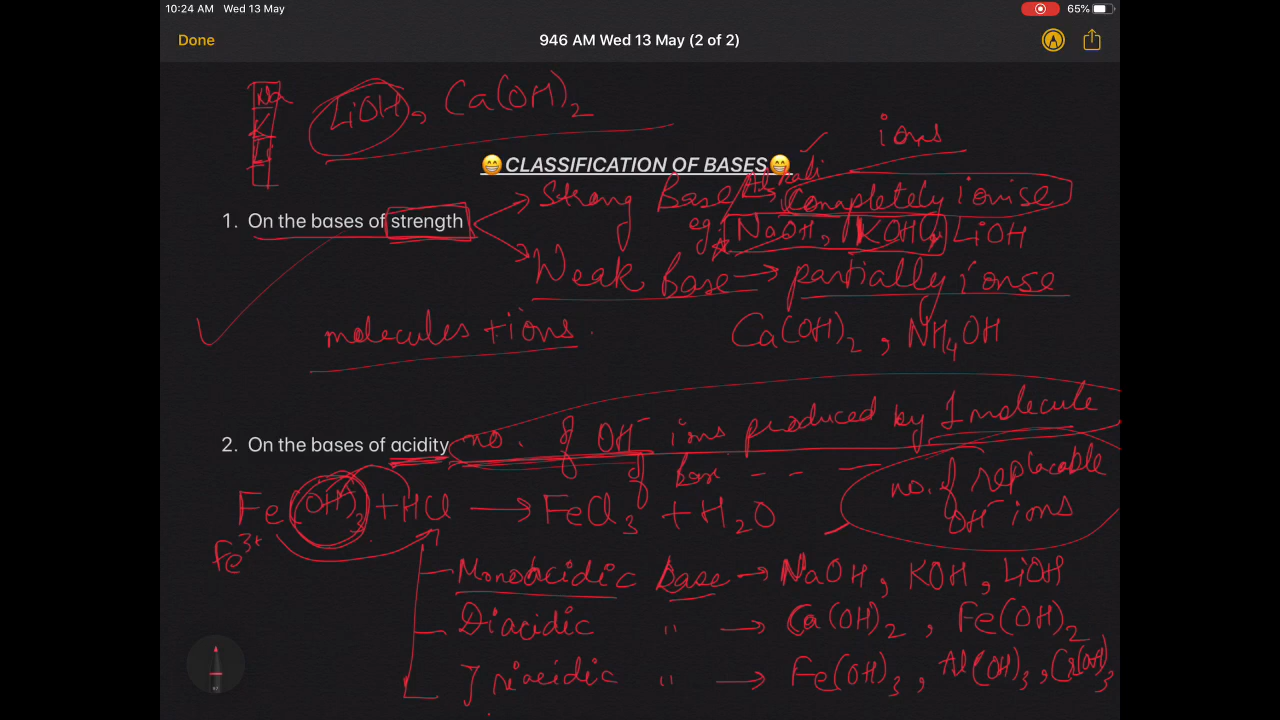 10:24 AM Wed 13 May 65%
Done 946 AM Wed 13 May (2 of 2)
Na
K
Li
LiOH, Ca(OH)2
ions
😁CLASSIFICATION OF BASES😁
Alkali
Strong Base → Completely ionise
1. On the bases of strength
eg: NaOH, KOH, LiOH
Weak Base → partially ionse
molecules + ions. Ca(OH)2, NH4OH
2. On the bases of acidity no. of OH- ions produced by 1 molecule
of base - - -
no. of replacable
OH- ions
Fe(OH)3 + HCl → FeCl3 + H2O
Fe3+
Monoacidic base → NaOH, KOH, LiOH
Diacidic " → Ca(OH)2, Fe(OH)2
Triacidic " → Fe(OH)3, Al(OH)3, Cr(OH)3